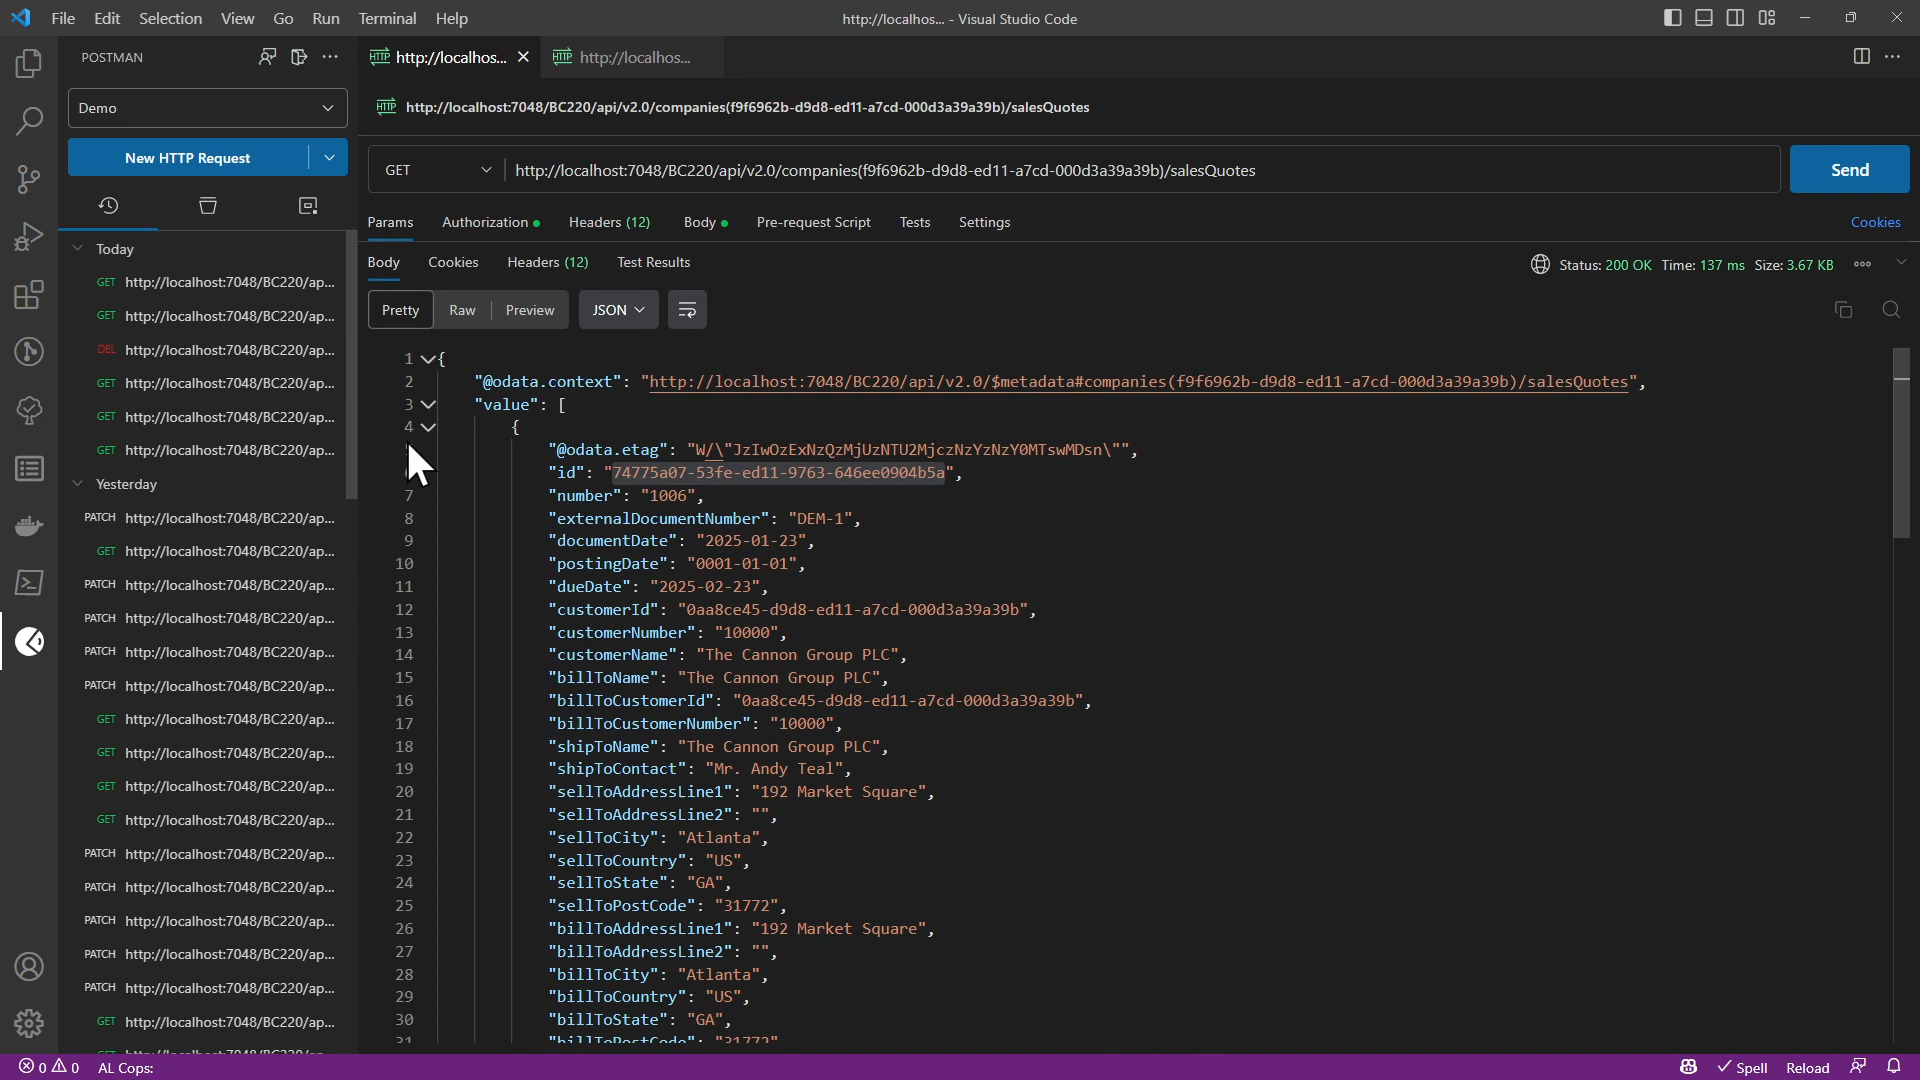 File Edit Selection View Go Run Terminal Help
http://localhos... - Visual Studio Code
POSTMAN
Demo
New HTTP Request
Today
GET http://localhost:7048/BC220/ap...
GET http://localhost:7048/BC220/ap...
DEL http://localhost:7048/BC220/ap...
GET http://localhost:7048/BC220/ap...
GET http://localhost:7048/BC220/ap...
GET http://localhost:7048/BC220/ap...
Yesterday
PATCH http://localhost:7048/BC220/ap...
GET http://localhost:7048/BC220/ap...
PATCH http://localhost:7048/BC220/ap...
PATCH http://localhost:7048/BC220/ap...
PATCH http://localhost:7048/BC220/ap...
PATCH http://localhost:7048/BC220/ap...
GET http://localhost:7048/BC220/ap...
GET http://localhost:7048/BC220/ap...
GET http://localhost:7048/BC220/ap...
GET http://localhost:7048/BC220/ap...
PATCH http://localhost:7048/BC220/ap...
PATCH http://localhost:7048/BC220/ap...
PATCH http://localhost:7048/BC220/ap...
PATCH http://localhost:7048/BC220/ap...
PATCH http://localhost:7048/BC220/ap...
GET http://localhost:7048/BC220/ap...
HTTP http://localhos...
HTTP http://localhos...
HTTP http://localhost:7048/BC220/api/v2.0/companies(f9f6962b-d9d8-ed11-a7cd-000d3a39a39b)/salesQuotes
GET http://localhost:7048/BC220/api/v2.0/companies(f9f6962b-d9d8-ed11-a7cd-000d3a39a39b)/salesQuotes
Send
Params Authorization Headers (12) Body Pre-request Script Tests Settings Cookies
Body Cookies Headers (12) Test Results Status: 200 OK Time: 137 ms Size: 3.67 KB
Pretty Raw Preview JSON
1 {
2 "@odata.context": "http://localhost:7048/BC220/api/v2.0/$metadata#companies(f9f6962b-d9d8-ed11-a7cd-000d3a39a39b)/salesQuotes",
3 "value": [
4 {
"@odata.etag": "W/\"JzIwOzExNzQzMjUzNTU2MjczNzYzNzY0MTswMDsn\"",
"id": "74775a07-53fe-ed11-9763-646ee0904b5a",
7 "number": "1006",
8 "externalDocumentNumber": "DEM-1",
9 "documentDate": "2025-01-23",
10 "postingDate": "0001-01-01",
11 "dueDate": "2025-02-23",
12 "customerId": "0aa8ce45-d9d8-ed11-a7cd-000d3a39a39b",
13 "customerNumber": "10000",
14 "customerName": "The Cannon Group PLC",
15 "billToName": "The Cannon Group PLC",
16 "billToCustomerId": "0aa8ce45-d9d8-ed11-a7cd-000d3a39a39b",
17 "billToCustomerNumber": "10000",
18 "shipToName": "The Cannon Group PLC",
19 "shipToContact": "Mr. Andy Teal",
20 "sellToAddressLine1": "192 Market Square",
21 "sellToAddressLine2": "",
22 "sellToCity": "Atlanta",
23 "sellToCountry": "US",
24 "sellToState": "GA",
25 "sellToPostCode": "31772",
26 "billToAddressLine1": "192 Market Square",
27 "billToAddressLine2": "",
28 "billToCity": "Atlanta",
29 "billToCountry": "US",
30 "billToState": "GA",
31 "billToPostCode": "31772"
0 0 AL Cops:
Spell Reload